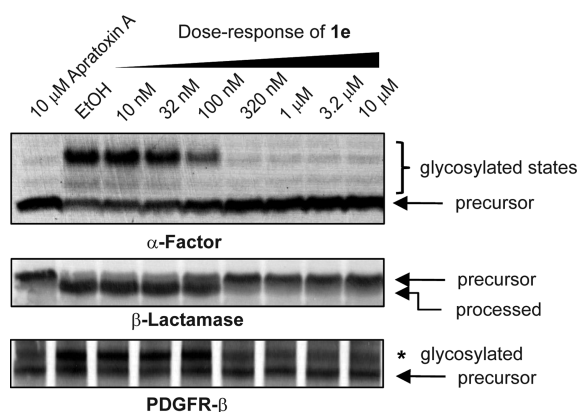 Dose-response of 1e
10 μM Apratoxin A
EtOH
10 nM
32 nM
100 nM
320 nM
1 μM
3.2 μM
10 μM
glycosylated states
precursor
α-Factor
precursor
processed
β-Lactamase
* glycosylated
precursor
PDGFR-β